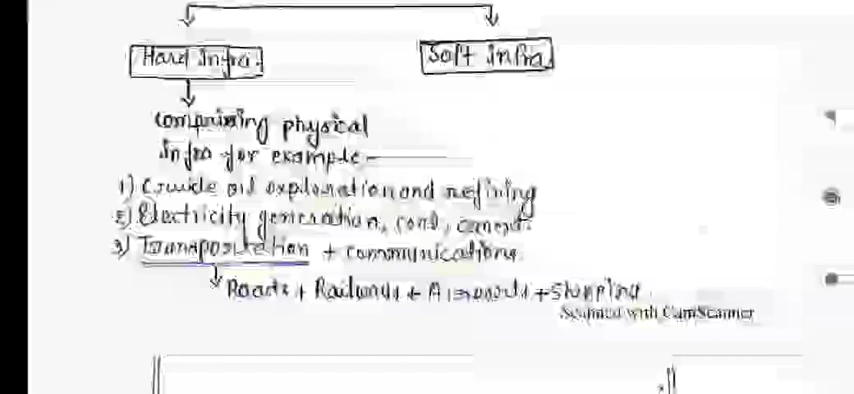 Hard Infra.
Soft Infra
comprising physical
Infra for example -
1) Crude oil exploration and refining
2) Electricity generation, coal, cement.
3) Transportation + communications.
Roads + Railways + Airports + Shipping.
Scanned with CamScanner